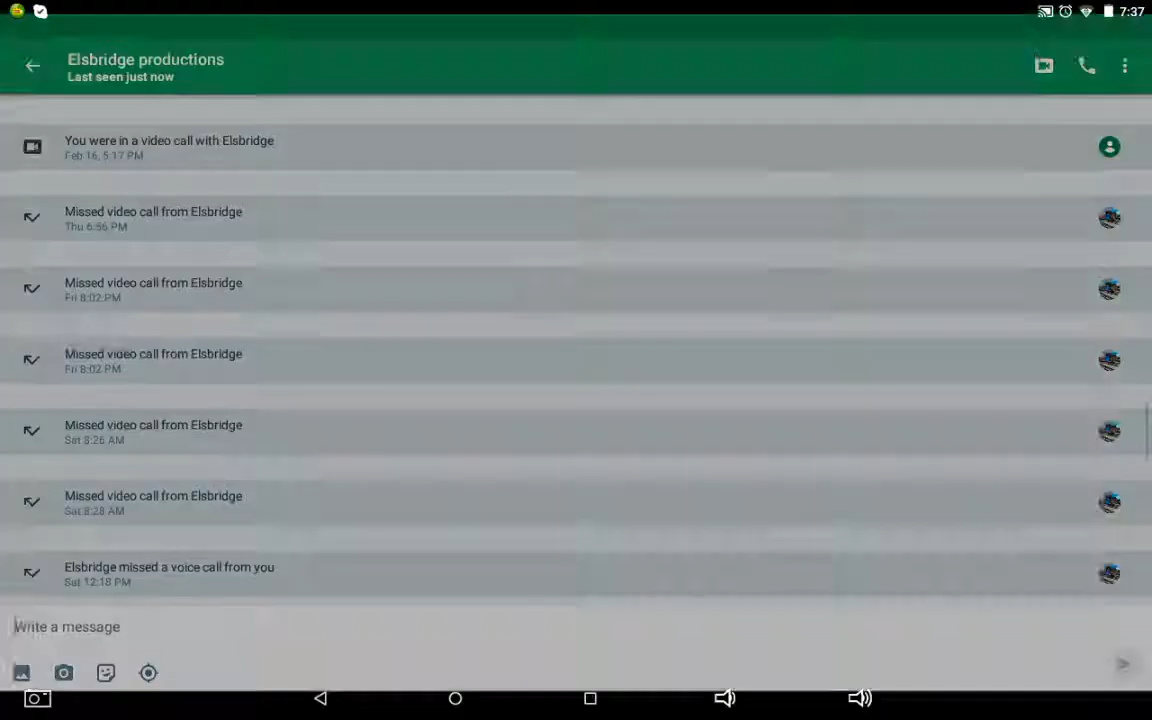 7:37
Elsbridge productions
Last seen just now
You were in a video call with Elsbridge
Feb 16, 5:17 PM
Missed video call from Elsbridge
Thu 6:56 PM
Missed video call from Elsbridge
Fri 8:02 PM
Missed video call from Elsbridge
Fri 8:02 PM
Missed video call from Elsbridge
Sat 8:26 AM
Missed video call from Elsbridge
Sat 8:28 AM
Elsbridge missed a voice call from you
Sat 12:18 PM
Write a message